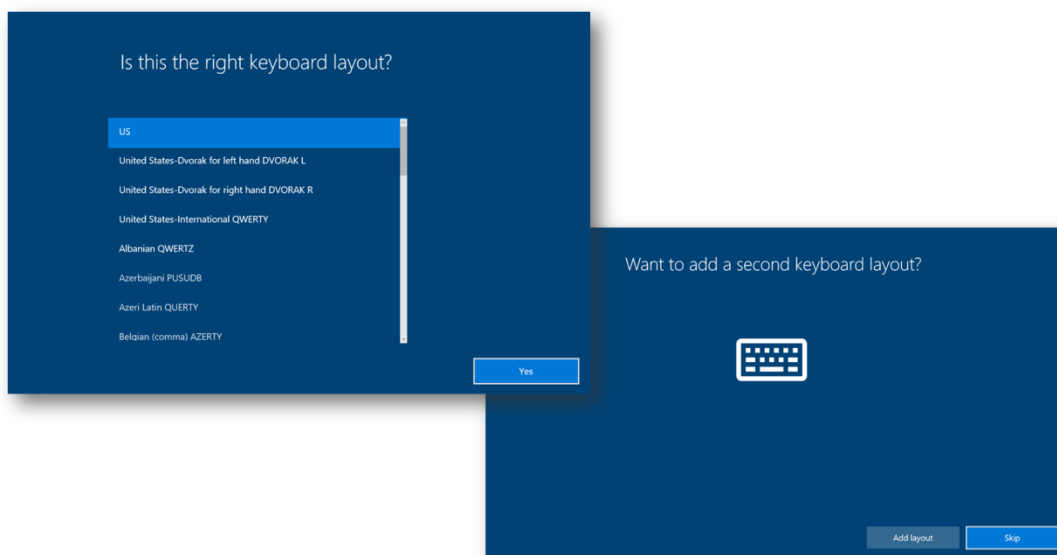 Is this the right keyboard layout?
US
United States-Dvorak for left hand DVORAK L
United States-Dvorak for right hand DVORAK R
United States-International QWERTY
Albanian QWERTZ
Azerbaijani PUSUDB
Azeri Latin QUERTY
Belgian (comma) AZERTY
Yes
Want to add a second keyboard layout?
Add layout
Skip